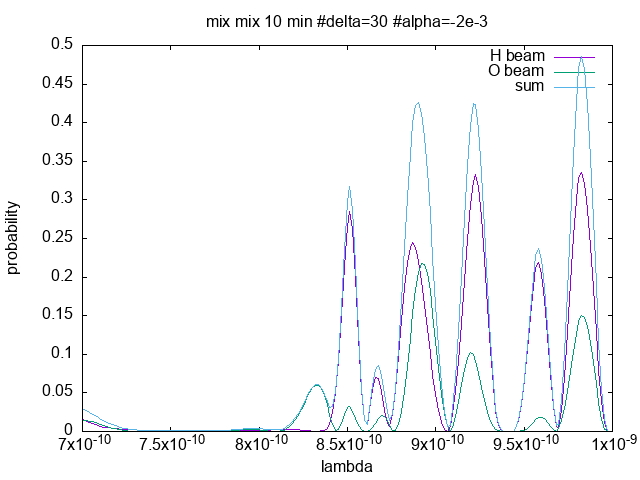 mix mix 10 min #delta=30 #alpha=-2e-3
H beam
O beam
sum
probability
0.5
0.45
0.4
0.35
0.3
0.25
0.2
0.15
0.1
0.05
0
7x10⁻¹⁰ 7.5x10⁻¹⁰ 8x10⁻¹⁰ 8.5x10⁻¹⁰ 9x10⁻¹⁰ 9.5x10⁻¹⁰ 1x10⁻⁹
lambda